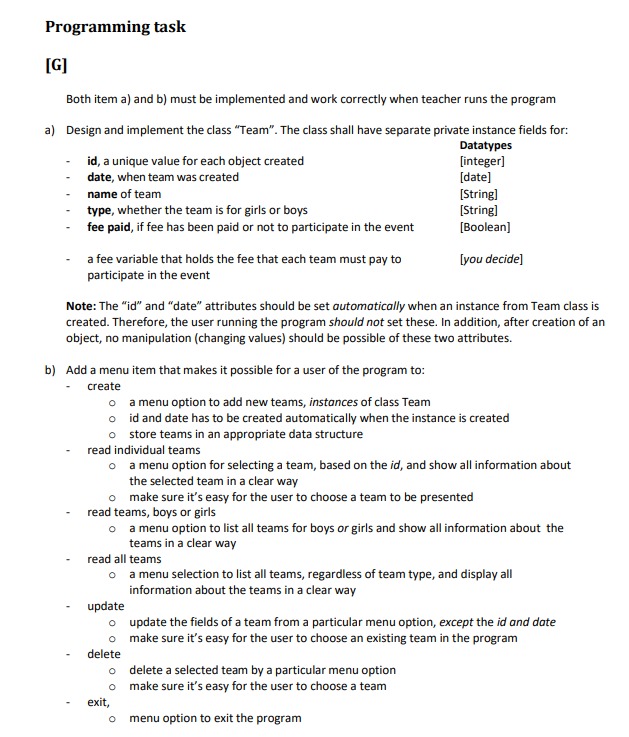 Programming task
[G]
Both item a) and b) must be implemented and work correctly when teacher runs the program
a) Design and implement the class “Team”. The class shall have separate private instance fields for:
Datatypes
- id, a unique value for each object created [integer]
- date, when team was created [date]
- name of team [String]
- type, whether the team is for girls or boys [String]
- fee paid, if fee has been paid or not to participate in the event [Boolean]
- a fee variable that holds the fee that each team must pay to [you decide]
participate in the event
Note: The “id” and “date” attributes should be set automatically when an instance from Team class is
created. Therefore, the user running the program should not set these. In addition, after creation of an
object, no manipulation (changing values) should be possible of these two attributes.
b) Add a menu item that makes it possible for a user of the program to:
- create
o a menu option to add new teams, instances of class Team
o id and date has to be created automatically when the instance is created
o store teams in an appropriate data structure
- read individual teams
o a menu option for selecting a team, based on the id, and show all information about
the selected team in a clear way
o make sure it’s easy for the user to choose a team to be presented
- read teams, boys or girls
o a menu option to list all teams for boys or girls and show all information about the
teams in a clear way
- read all teams
o a menu selection to list all teams, regardless of team type, and display all
information about the teams in a clear way
- update
o update the fields of a team from a particular menu option, except the id and date
o make sure it’s easy for the user to choose an existing team in the program
- delete
o delete a selected team by a particular menu option
o make sure it’s easy for the user to choose a team
- exit,
o menu option to exit the program